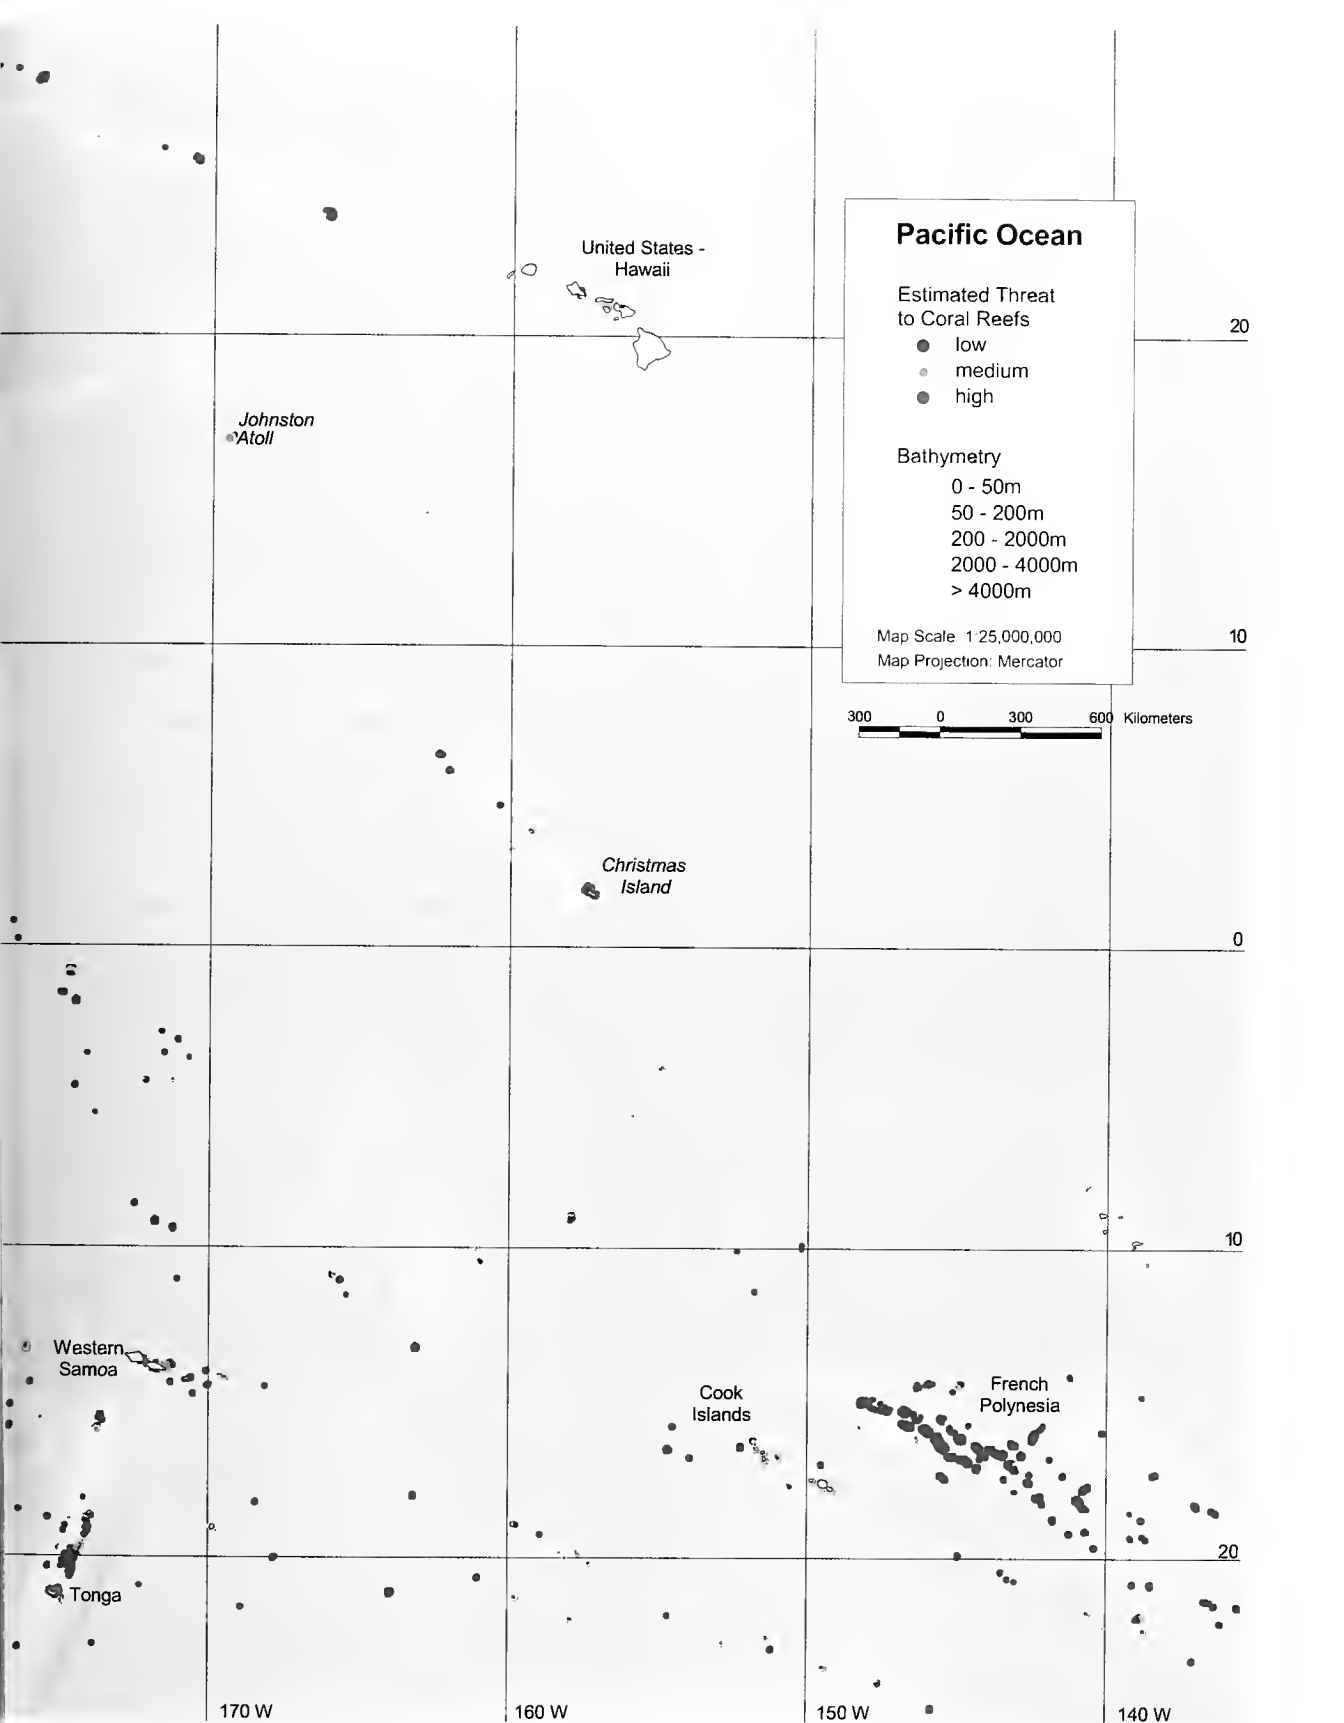 United States -
Hawaii
Pacific Ocean
Estimated Threat
to Coral Reefs
low
medium
high
Bathymetry
0 - 50m
50 - 200m
200 - 2000m
2000 - 4000m
> 4000m
Map Scale 1:25,000,000
Map Projection: Mercator
300 0 300 600 Kilometers
20
Johnston
Atoll
10
Christmas
Island
0
10
Western
Samoa
Cook
Islands
French
Polynesia
20
Tonga
170 W
160 W
150 W
140 W